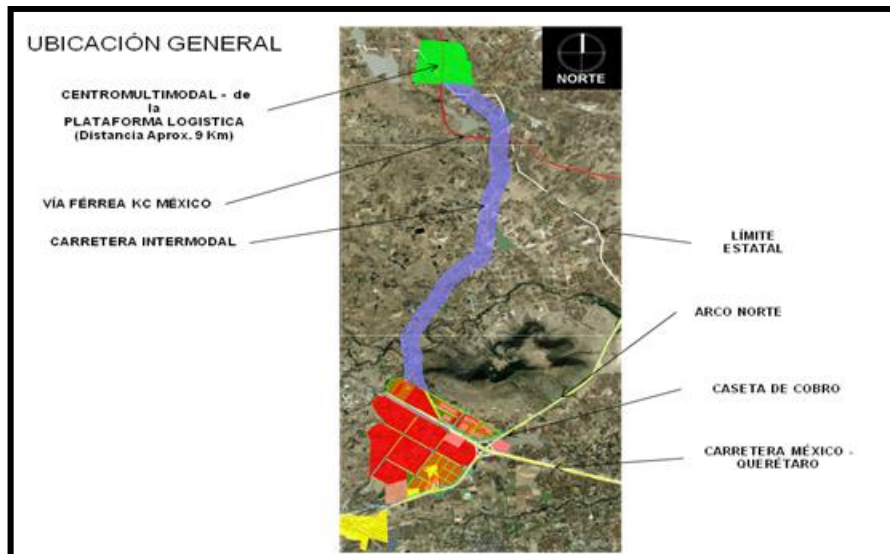 UBICACIÓN GENERAL
NORTE
CENTROMULTIMODAL - de
la
PLATAFORMA LOGISTICA
(Distancia Aprox. 9 Km)
VÍA FÉRREA KC MÉXICO
CARRETERA INTERMODAL
LÍMITE
ESTATAL
ARCO NORTE
CASETA DE COBRO
CARRETERA MÉXICO -
QUERÉTARO